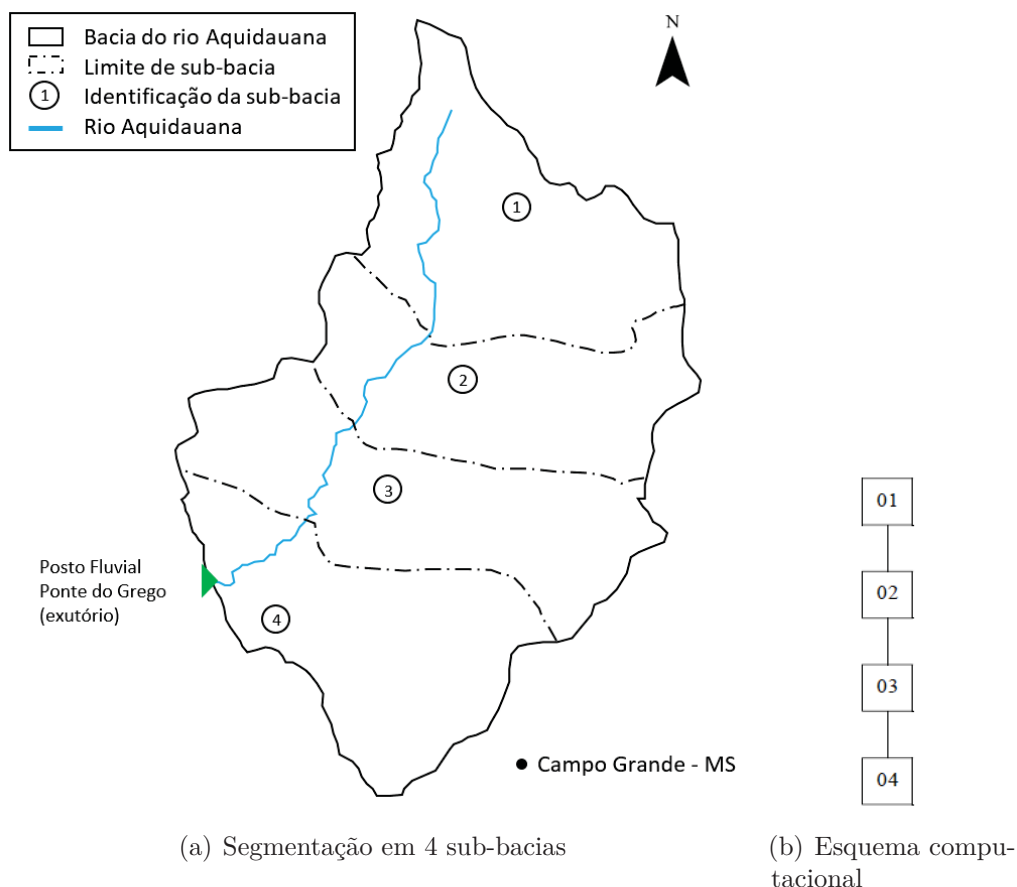 Bacia do rio Aquidauana
Limite de sub-bacia
1 Identificação da sub-bacia
Rio Aquidauana
N
1
2
3
4
Posto Fluvial
Ponte do Grego
(exutório)
Campo Grande - MS
01
02
03
04
(a) Segmentação em 4 sub-bacias
(b) Esquema compu-
tacional